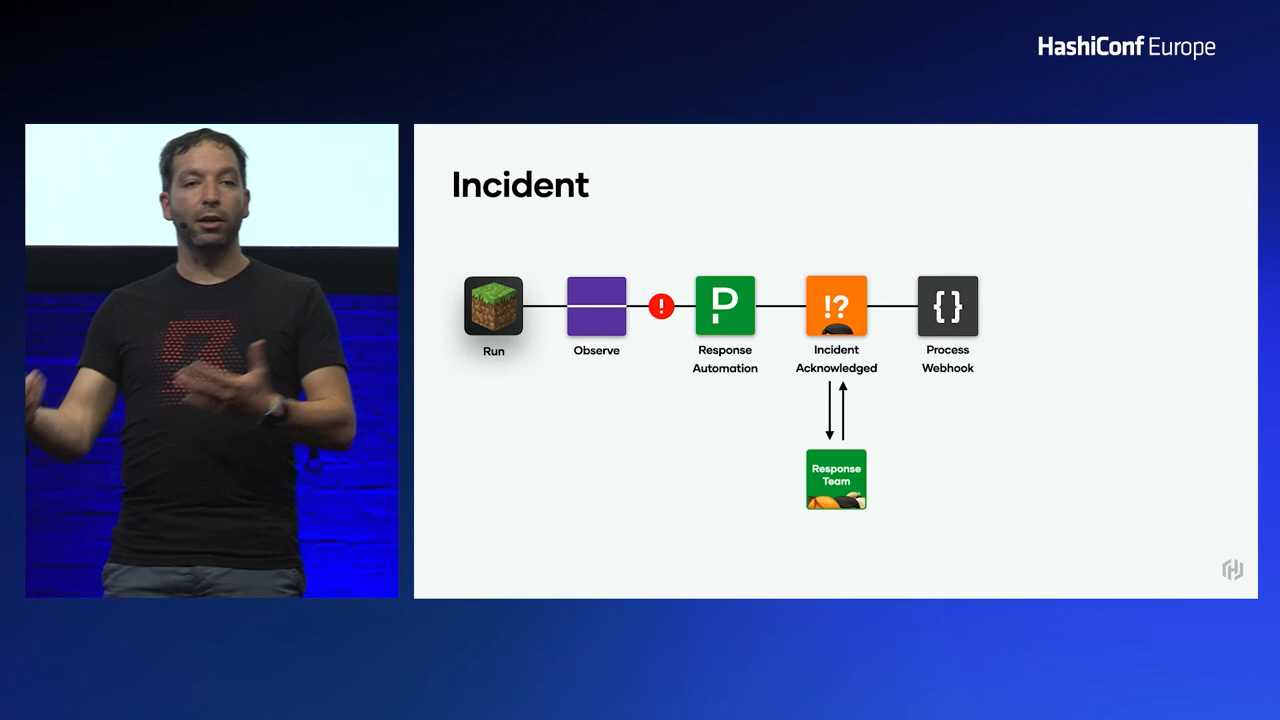 HashiConf Europe
Incident
!
P
!?
{}
Run
Observe
Response
Automation
Incident
Acknowledged
Process
Webhook
Response
Team